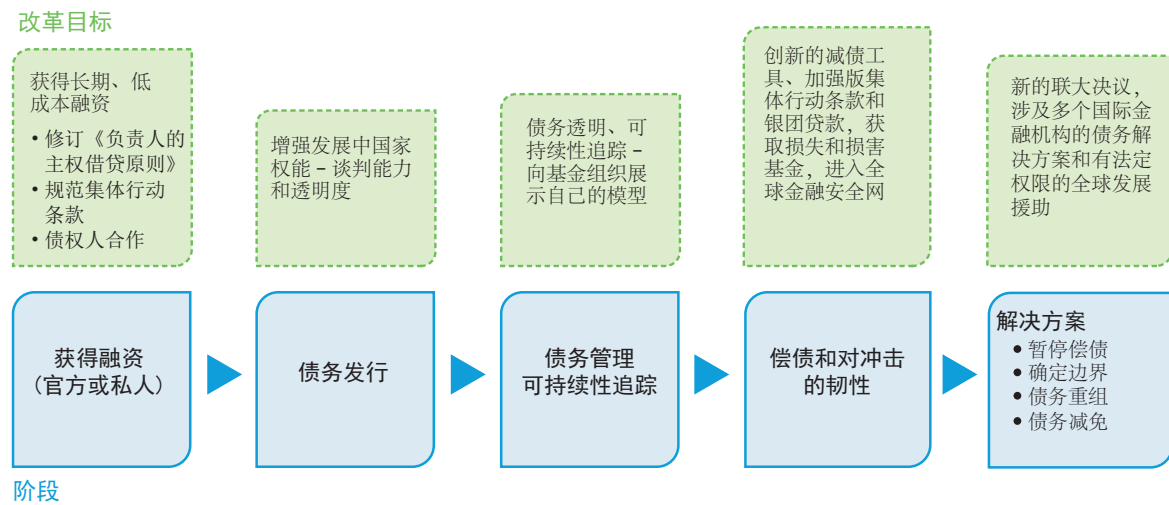 改革目标
获得长期、低
成本融资
• 修订《负责人的
主权借贷原则》
• 规范集体行动
条款
• 债权人合作
增强发展中国家
权能 – 谈判能力
和透明度
债务透明、可
持续性追踪 –
向基金组织展
示自己的模型
创新的减债工
具、加强版集
体行动条款和
银团贷款，获
取损失和损害
基金，进入全
球金融安全网
新的联大决议，
涉及多个国际金
融机构的债务解
决方案和有法定
权限的全球发展
援助
获得融资
（官方或私人）
债务发行
债务管理
可持续性追踪
偿债和对冲击
的韧性
解决方案
• 暂停偿债
• 确定边界
• 债务重组
• 债务减免
阶段